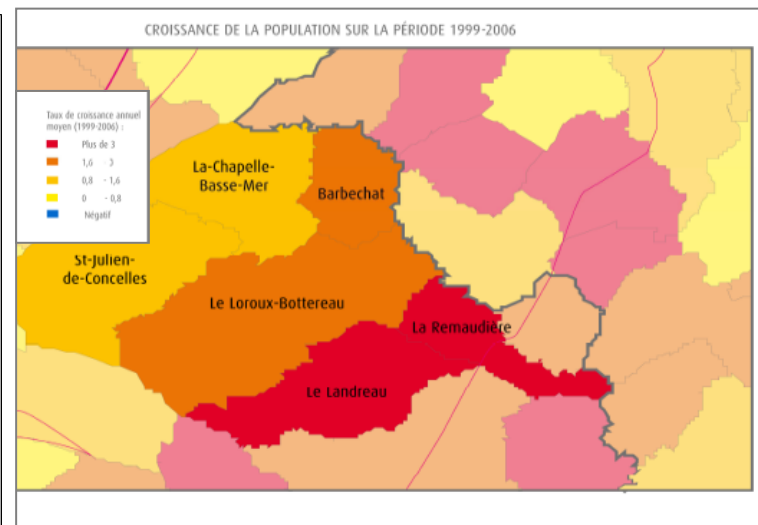 CROISSANCE DE LA POPULATION SUR LA PÉRIODE 1999-2006
Taux de croissance annuel
moyen (1999-2006) :
Plus de 3
1,6 - 3
0,8 - 1,6
0 - 0,8
Négatif
La-Chapelle-
Basse-Mer
Barbechat
St-Julien-
de-Concelles
Le Loroux-Bottereau
La Remaudière
Le Landreau